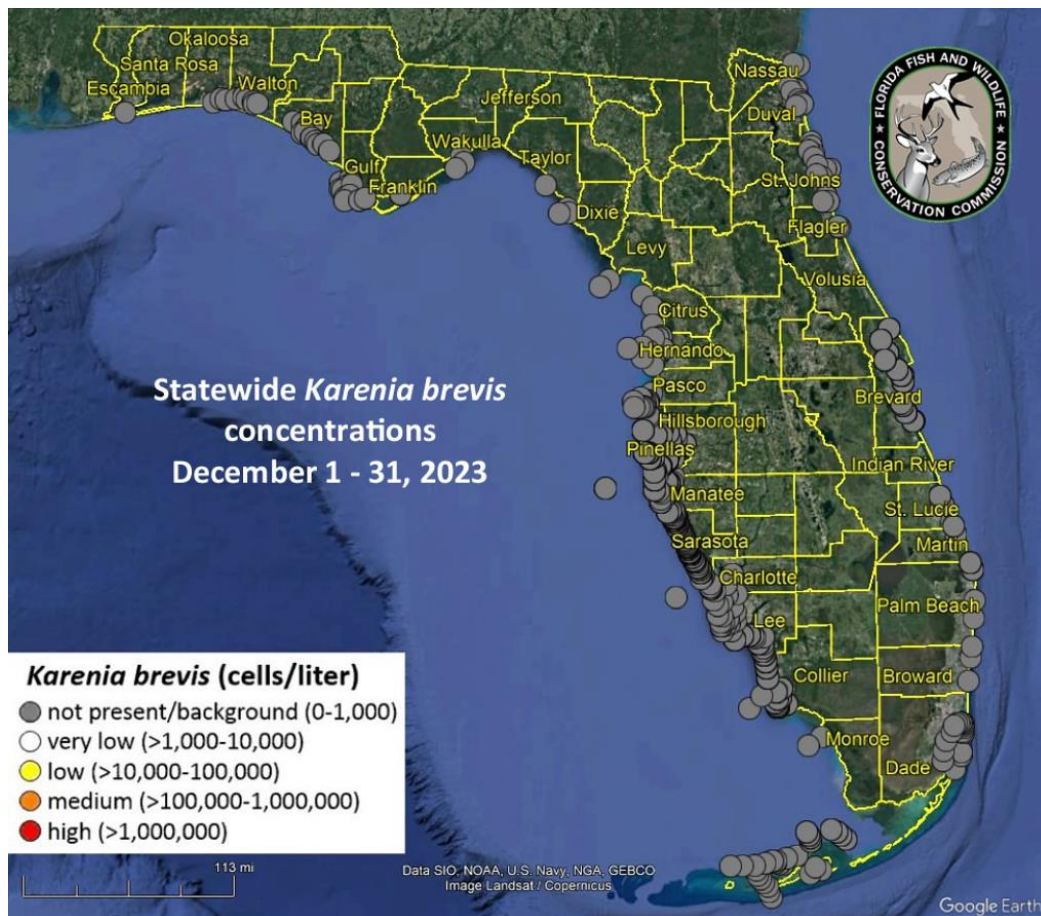 Okaloosa
Santa Rosa
Escambia
Walton
Bay
Gulf
Franklin
Wakulla
Jefferson
Taylor
Dixie
Levy
Nassau
Duval
St. Johns
Flagler
Volusia
FLORIDA FISH AND WILDLIFE
CONSERVATION COMMISSION
Citrus
Hernando
Pasco
Hillsborough
Pinellas
Manatee
Sarasota
Charlotte
Lee
Collier
Monroe
Brevard
Indian River
St. Lucie
Martin
Palm Beach
Broward
Dade
Statewide Karenia brevis
concentrations
December 1 - 31, 2023
Karenia brevis (cells/liter)
not present/background (0-1,000)
very low (>1,000-10,000)
low (>10,000-100,000)
medium (>100,000-1,000,000)
high (>1,000,000)
113 mi
Data SIO, NOAA, U.S. Navy, NGA, GEBCO
Image Landsat / Copernicus
Google Earth